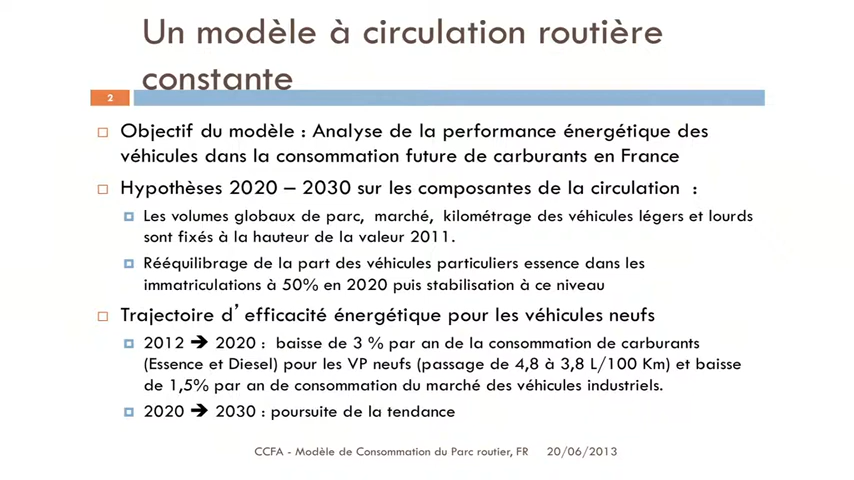 Un modèle à circulation routière
constante
2
Objectif du modèle : Analyse de la performance énergétique des
véhicules dans la consommation future de carburants en France
Hypothèses 2020 – 2030 sur les composantes de la circulation :
Les volumes globaux de parc, marché, kilométrage des véhicules légers et lourds
sont fixés à la hauteur de la valeur 2011.
Rééquilibrage de la part des véhicules particuliers essence dans les
immatriculations à 50% en 2020 puis stabilisation à ce niveau
Trajectoire d’ efficacité énergétique pour les véhicules neufs
2012 ➔ 2020 : baisse de 3 % par an de la consommation de carburants
(Essence et Diesel) pour les VP neufs (passage de 4,8 à 3,8 L/100 Km) et baisse
de 1,5% par an de consommation du marché des véhicules industriels.
2020 ➔ 2030 : poursuite de la tendance
CCFA - Modèle de Consommation du Parc routier, FR 20/06/2013